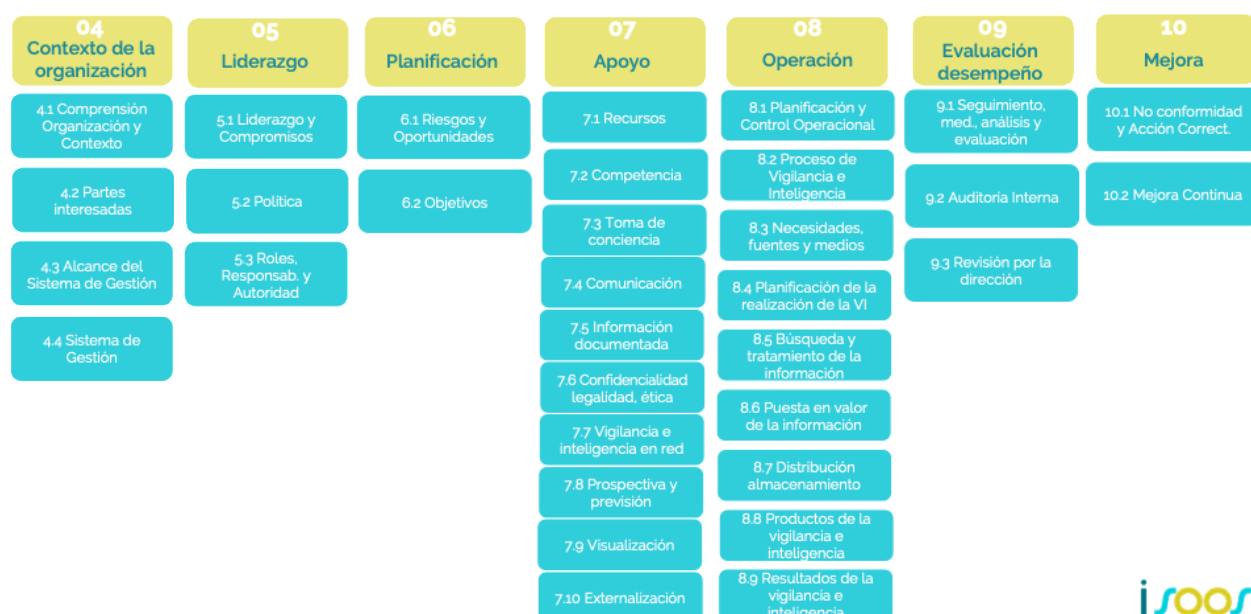 04
Contexto de la
organización
4.1 Comprensión
Organización y
Contexto
4.2 Partes
interesadas
4.3 Alcance del
Sistema de Gestión
4.4 Sistema de
Gestión
05
Liderazgo
5.1 Liderazgo y
Compromisos
5.2 Política
5.3 Roles,
Responsab. y
Autoridad
06
Planificación
6.1 Riesgos y
Oportunidades
6.2 Objetivos
07
Apoyo
7.1 Recursos
7.2 Competencia
7.3 Toma de
conciencia
7.4 Comunicación
7.5 Información
documentada
7.6 Confidencialidad
legalidad, ética
7.7 Vigilancia e
inteligencia en red
7.8 Prospectiva y
previsión
7.9 Visualización
7.10 Externalización
08
Operación
8.1 Planificación y
Control Operacional
8.2 Proceso de
Vigilancia e
Inteligencia
8.3 Necesidades,
fuentes y medios
8.4 Planificación de la
realización de la VI
8.5 Búsqueda y
tratamiento de la
información
8.6 Puesta en valor
de la información
8.7 Distribución
almacenamiento
8.8 Productos de la
vigilancia e
inteligencia
8.9 Resultados de la
vigilancia e
inteligencia
09
Evaluación
desempeño
9.1 Seguimiento,
med., análisis y
evaluación
9.2 Auditoría Interna
9.3 Revisión por la
dirección
10
Mejora
10.1 No conformidad
y Acción Correct.
10.2 Mejora Continua